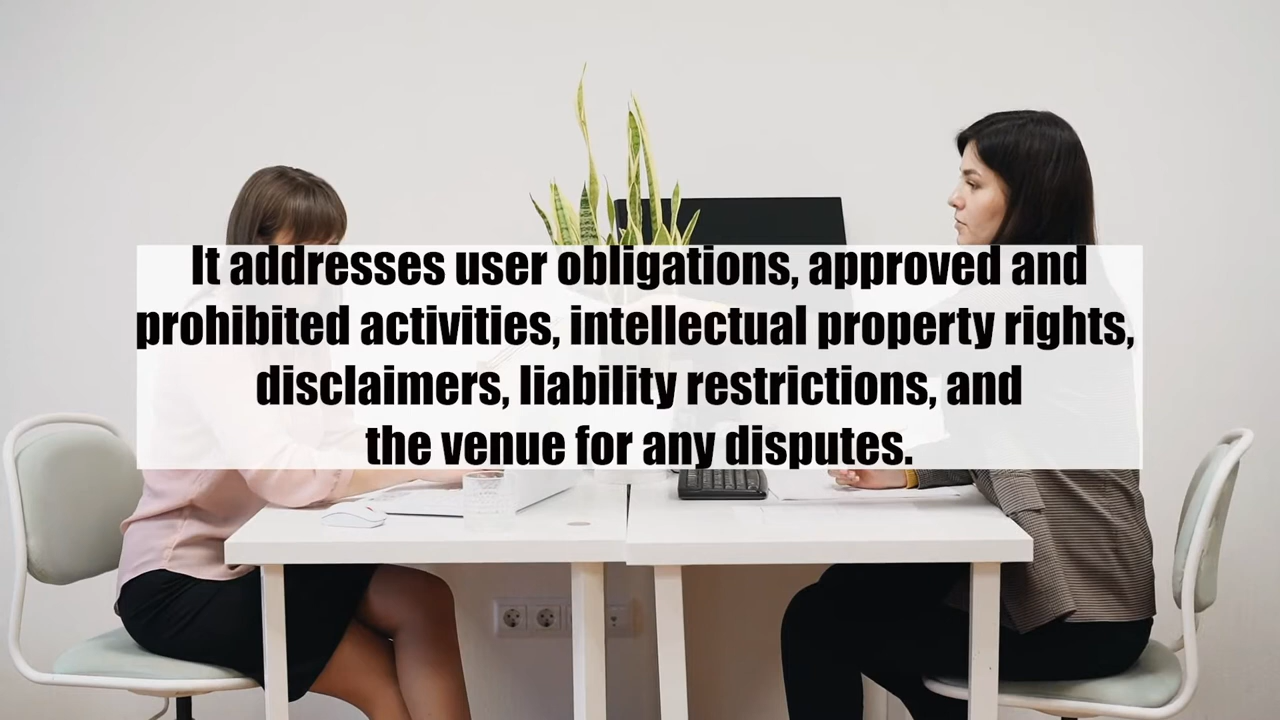 It addresses user obligations, approved and
prohibited activities, intellectual property rights,
disclaimers, liability restrictions, and
the venue for any disputes.